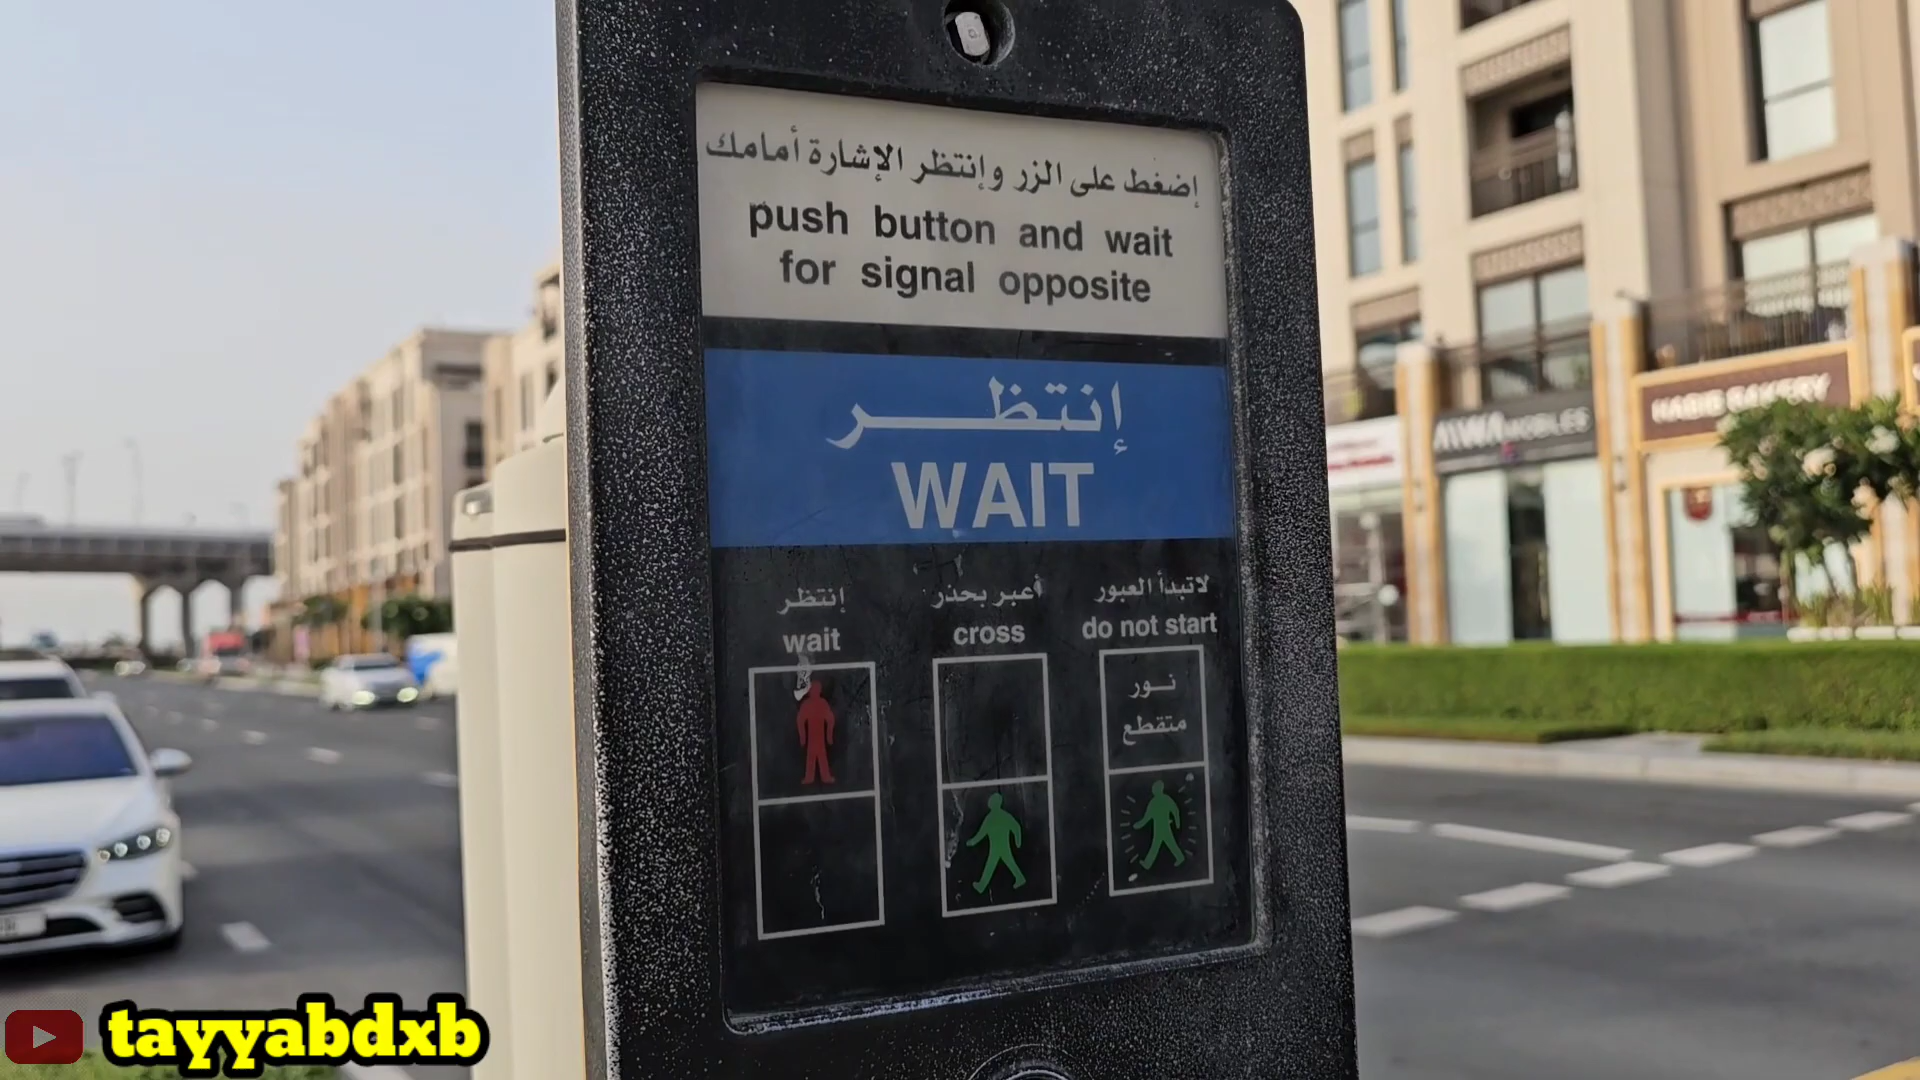 إضغط على الزر وإنتظر الإشارة أمامك
push button and wait
for signal opposite
إنتظر
WAIT
إنتظر
wait
أعبر بحذر
cross
لاتبدأ العبور
do not start
نور
متقطع
MOBILES
HABIB BAKERY
tayyabdxb